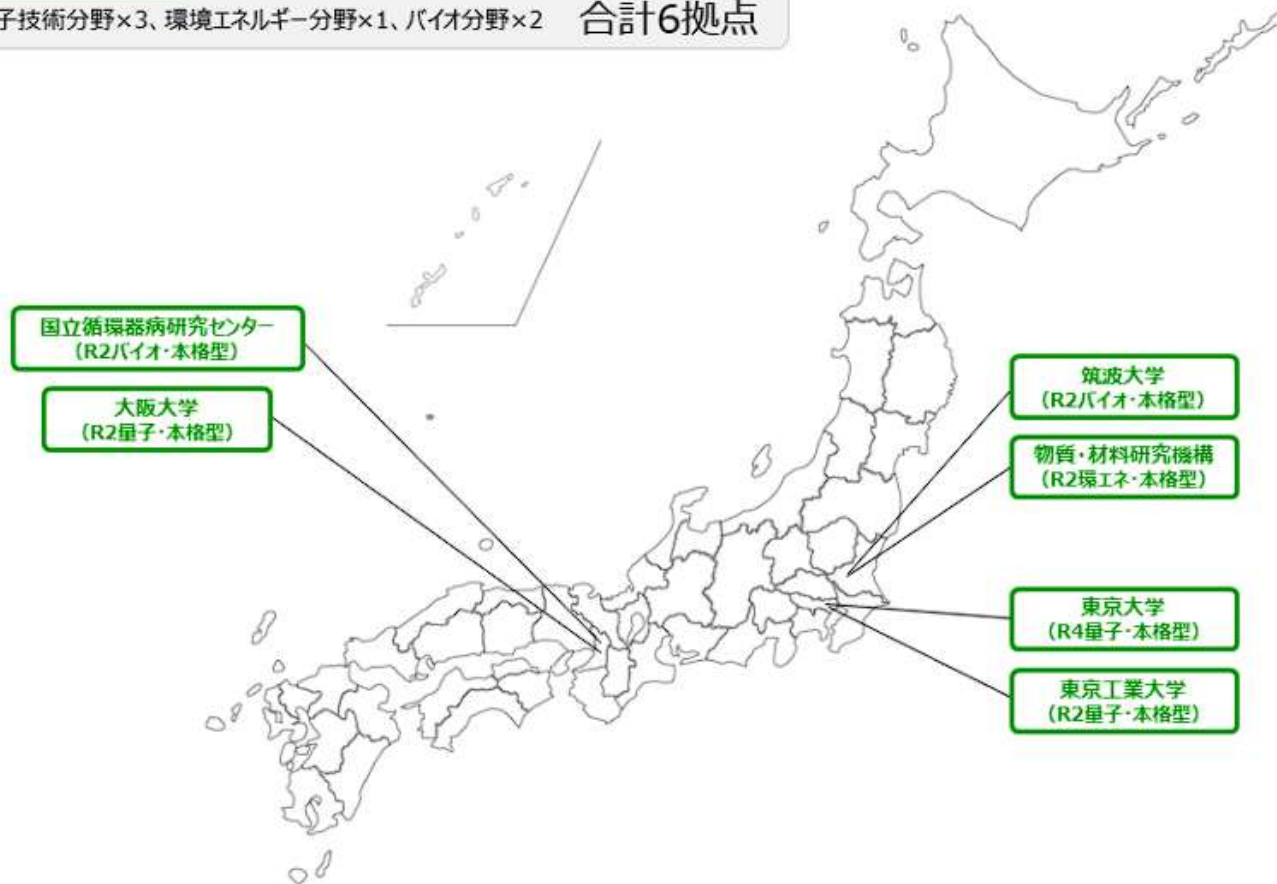 子技術分野×3、環境エネルギー分野×1、バイオ分野×2 合計6拠点
国立循環器病研究センター
（R2バイオ・本格型）
大阪大学
（R2量子・本格型）
筑波大学
（R2バイオ・本格型）
物質・材料研究機構
（R2環エネ・本格型）
東京大学
（R4量子・本格型）
東京工業大学
（R2量子・本格型）